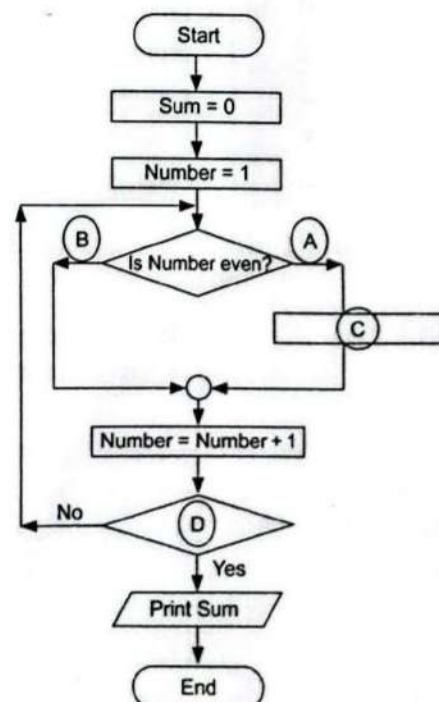 Start
Sum = 0
Number = 1
B
Is Number even?
A
C
Number = Number + 1
No
D
Yes
Print Sum
End